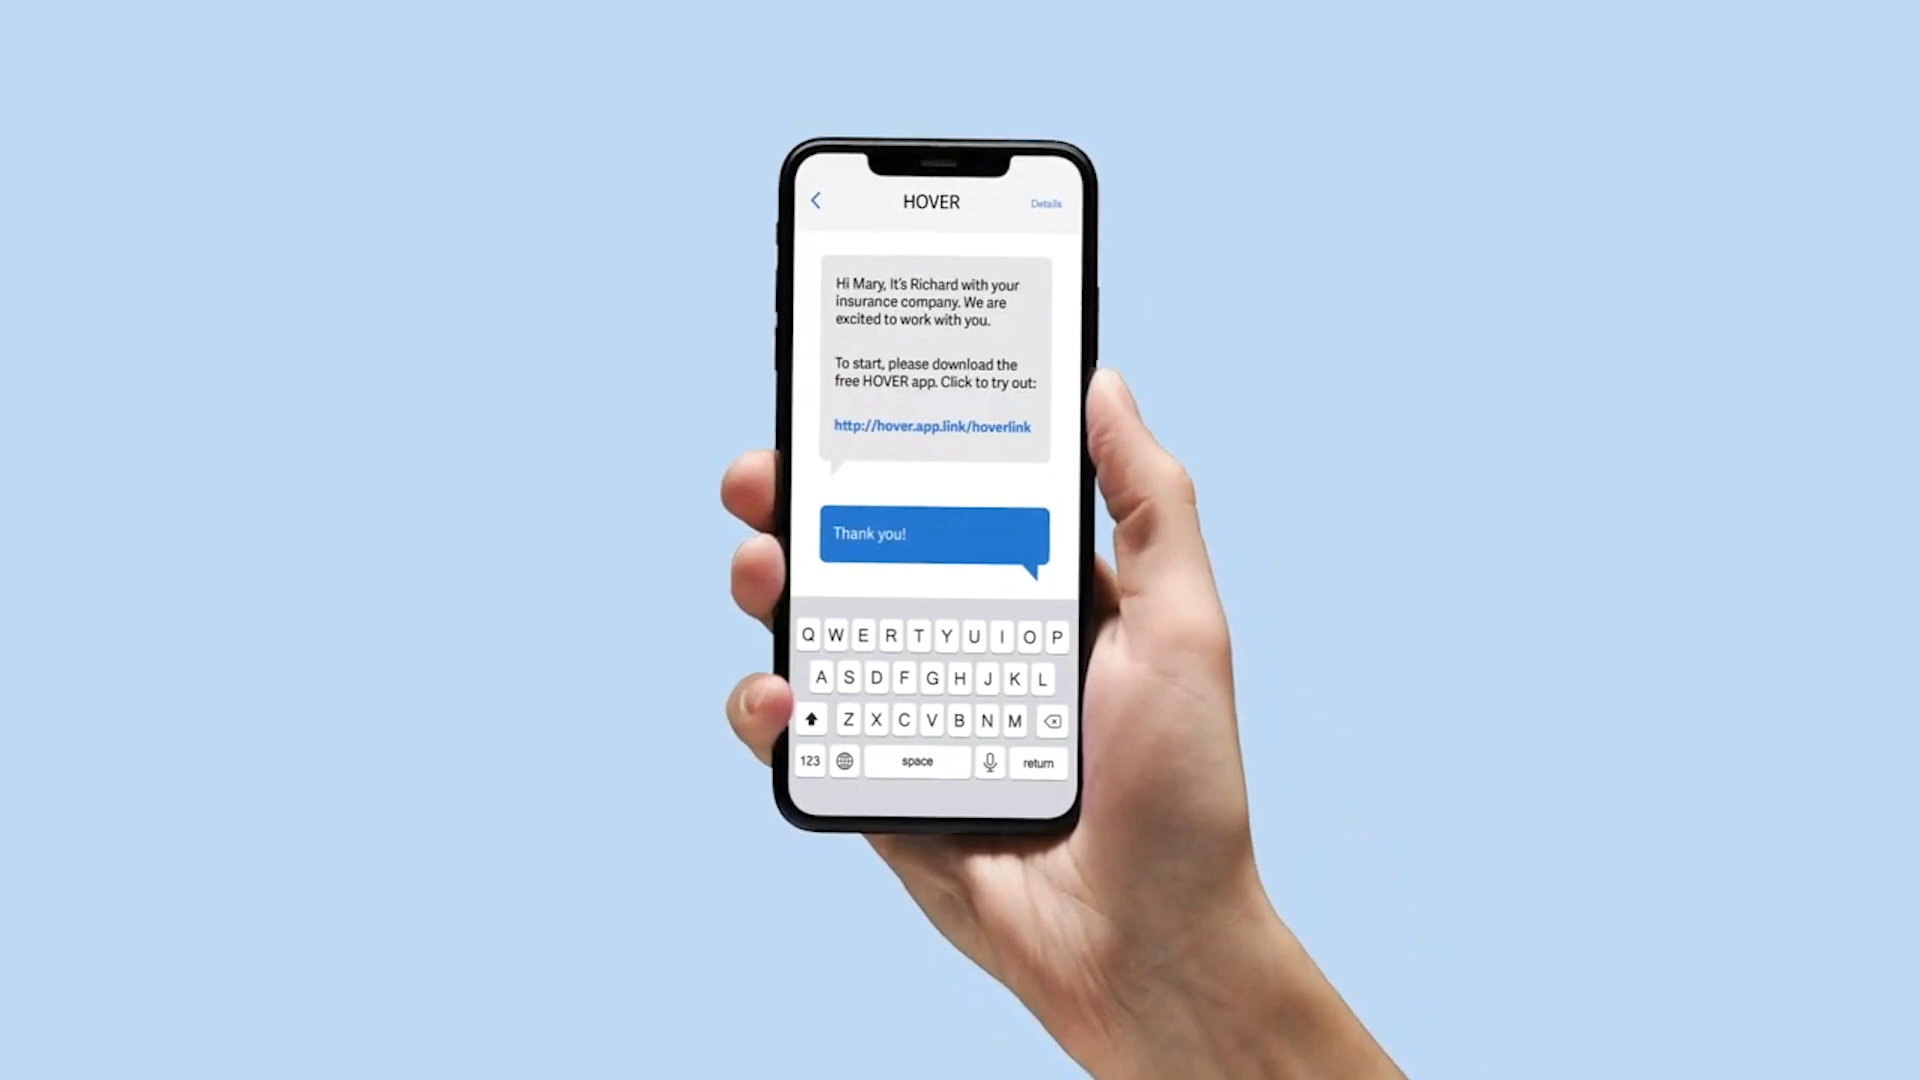 HOVER
Details
Hi Mary, It's Richard with your
insurance company. We are
excited to work with you.
To start, please download the
free HOVER app. Click to try out:
http://hover.app.link/hoverlink
Thank you!
Q W E R T Y U I O P
A S D F G H J K L
Z X C V B N M
123 space return